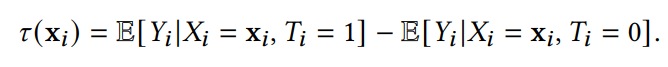 τ(𝐱ᵢ) = 𝔼[Yᵢ|Xᵢ = 𝐱ᵢ, Tᵢ = 1] − 𝔼[Yᵢ|Xᵢ = 𝐱ᵢ, Tᵢ = 0].